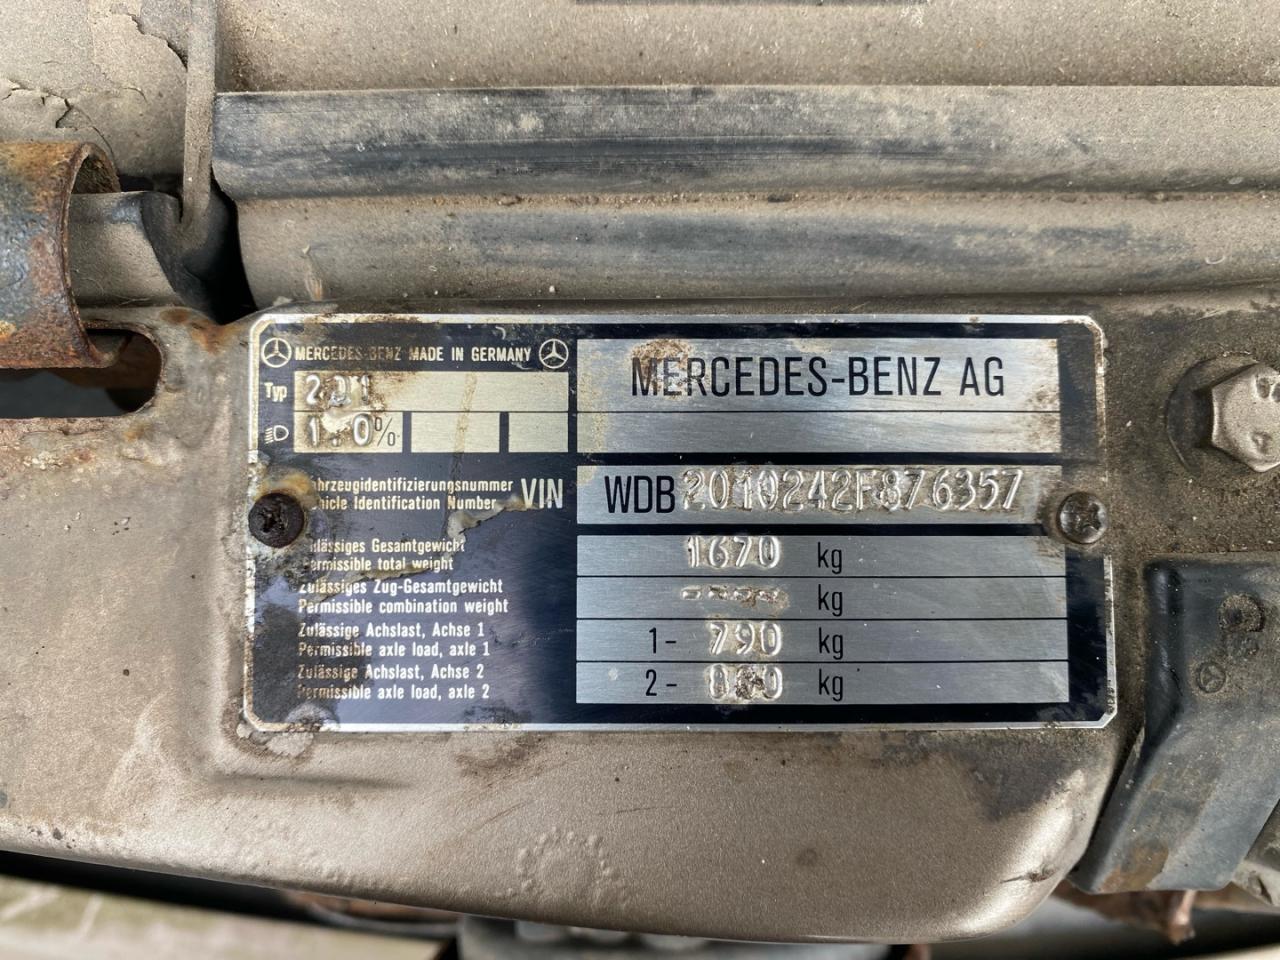 MERCEDES-BENZ MADE IN GERMANY
MERCEDES-BENZ AG
Typ 201
%
Fahrzeugidentifizierungsnummer
Vehicle Identification Number VIN
WDB2010242F876357
Zulässiges Gesamtgewicht
Permissible total weight
1670 kg
Zulässiges Zug-Gesamtgewicht
Permissible combination weight
---- kg
Zulässige Achslast, Achse 1
Permissible axle load, axle 1
1- 790 kg
Zulässige Achslast, Achse 2
Permissible axle load, axle 2
2- kg